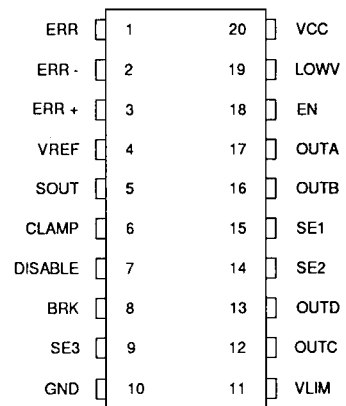 ERR 1 20 VCC
ERR - 2 19 LOWV
ERR + 3 18 EN
VREF 4 17 OUTA
SOUT 5 16 OUTB
CLAMP 6 15 SE1
DISABLE 7 14 SE2
BRK 8 13 OUTD
SE3 9 12 OUTC
GND 10 11 VLIM